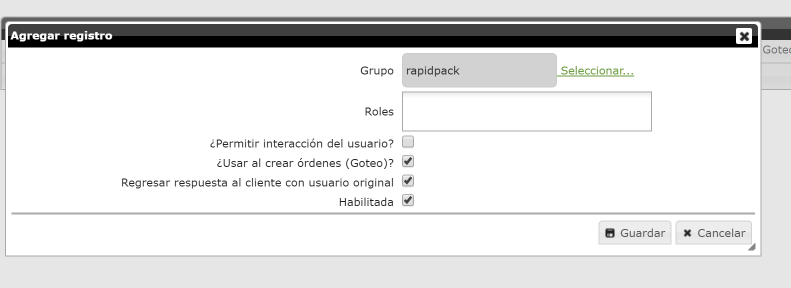 Agregar registro
Goteo
Grupo rapidpack Seleccionar...
Roles
¿Permitir interacción del usuario?
¿Usar al crear órdenes (Goteo)?
Regresar respuesta al cliente con usuario original
Habilitada
Guardar Cancelar